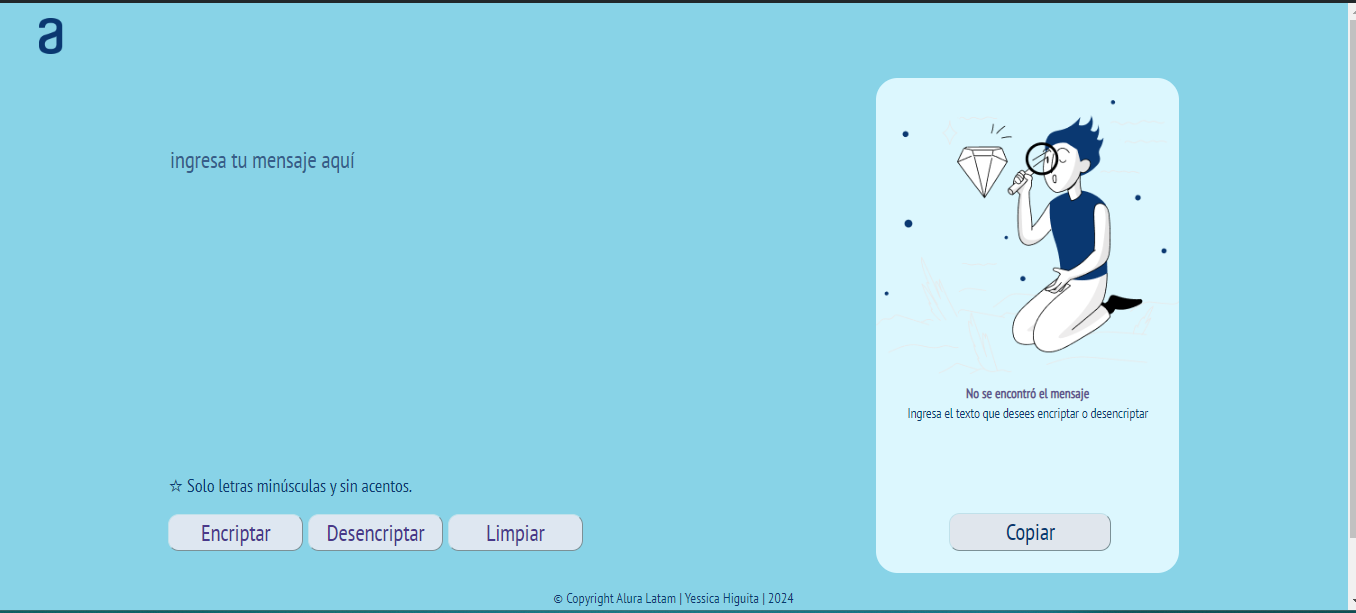 a
ingresa tu mensaje aquí
No se encontró el mensaje
Ingresa el texto que desees encriptar o desencriptar
☆ Solo letras minúsculas y sin acentos.
Encriptar Desencriptar Limpiar
Copiar
© Copyright Alura Latam | Yessica Higuita | 2024